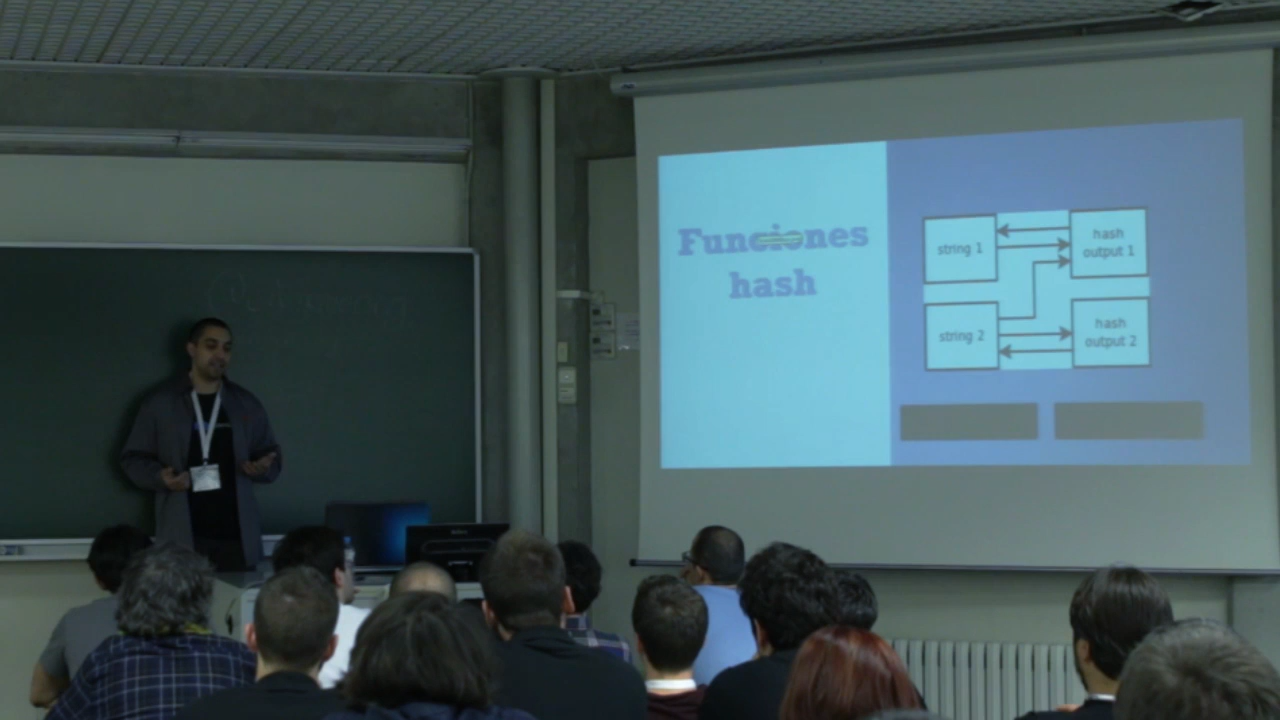 Funciones
hash
string 1
hash
output 1
string 2
hash
output 2